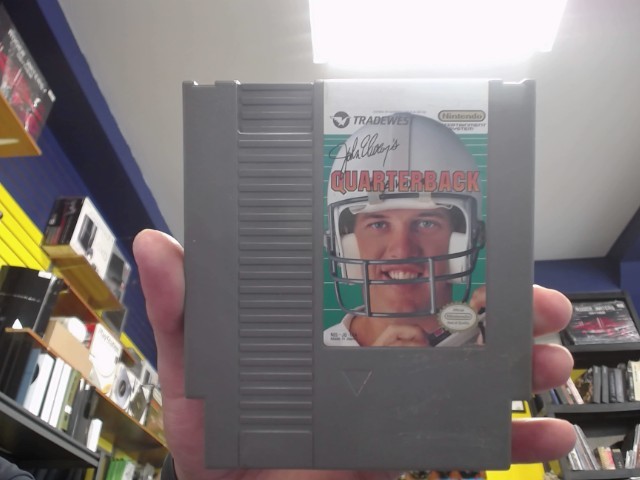 TRADEWEST
Nintendo
John Elway's
QUARTERBACK